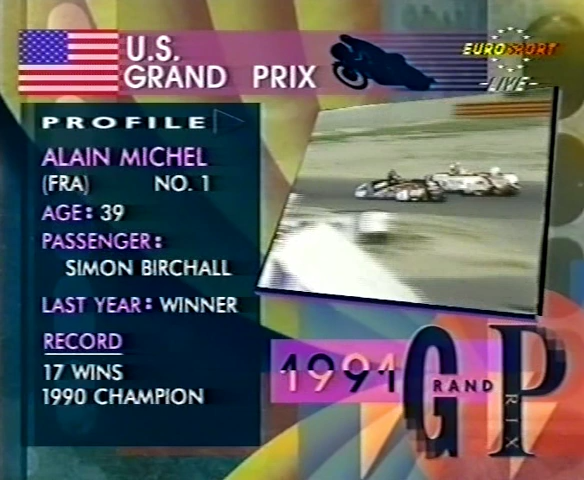 U.S.
GRAND PRIX
EUROSPORT
LIVE
PROFILE
ALAIN MICHEL
(FRA) NO. 1
AGE: 39
PASSENGER:
SIMON BIRCHALL
LAST YEAR: WINNER
RECORD
17 WINS
1990 CHAMPION
1991 GRAND PRIX